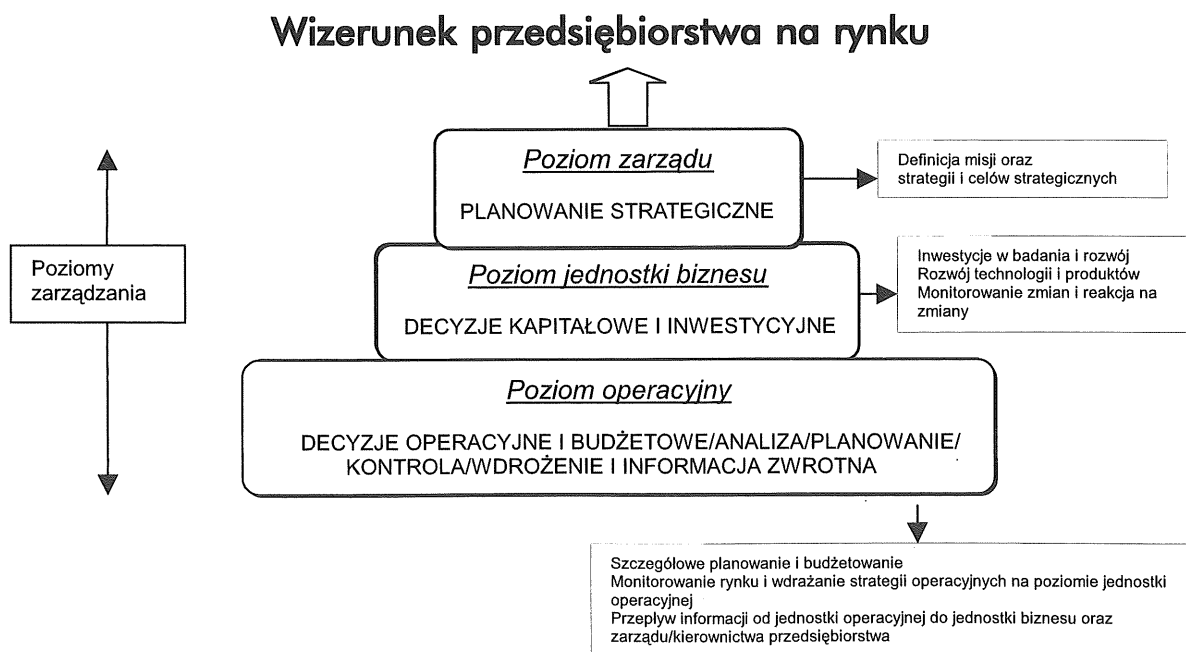 Wizerunek przedsiębiorstwa na rynku
Poziom zarządu
PLANOWANIE STRATEGICZNE
Definicja misji oraz
strategii i celów strategicznych
Poziomy
zarządzania
Poziom jednostki biznesu
DECYZJE KAPITAŁOWE I INWESTYCYJNE
Inwestycje w badania i rozwój
Rozwój technologii i produktów
Monitorowanie zmian i reakcja na
zmiany
Poziom operacyjny
DECYZJE OPERACYJNE I BUDŻETOWE/ANALIZA/PLANOWANIE/
KONTROLA/WDROŻENIE I INFORMACJA ZWROTNA
Szczegółowe planowanie i budżetowanie
Monitorowanie rynku i wdrażanie strategii operacyjnych na poziomie jednostki
operacyjnej
Przepływ informacji od jednostki operacyjnej do jednostki biznesu oraz
zarządu/kierownictwa przedsiębiorstwa